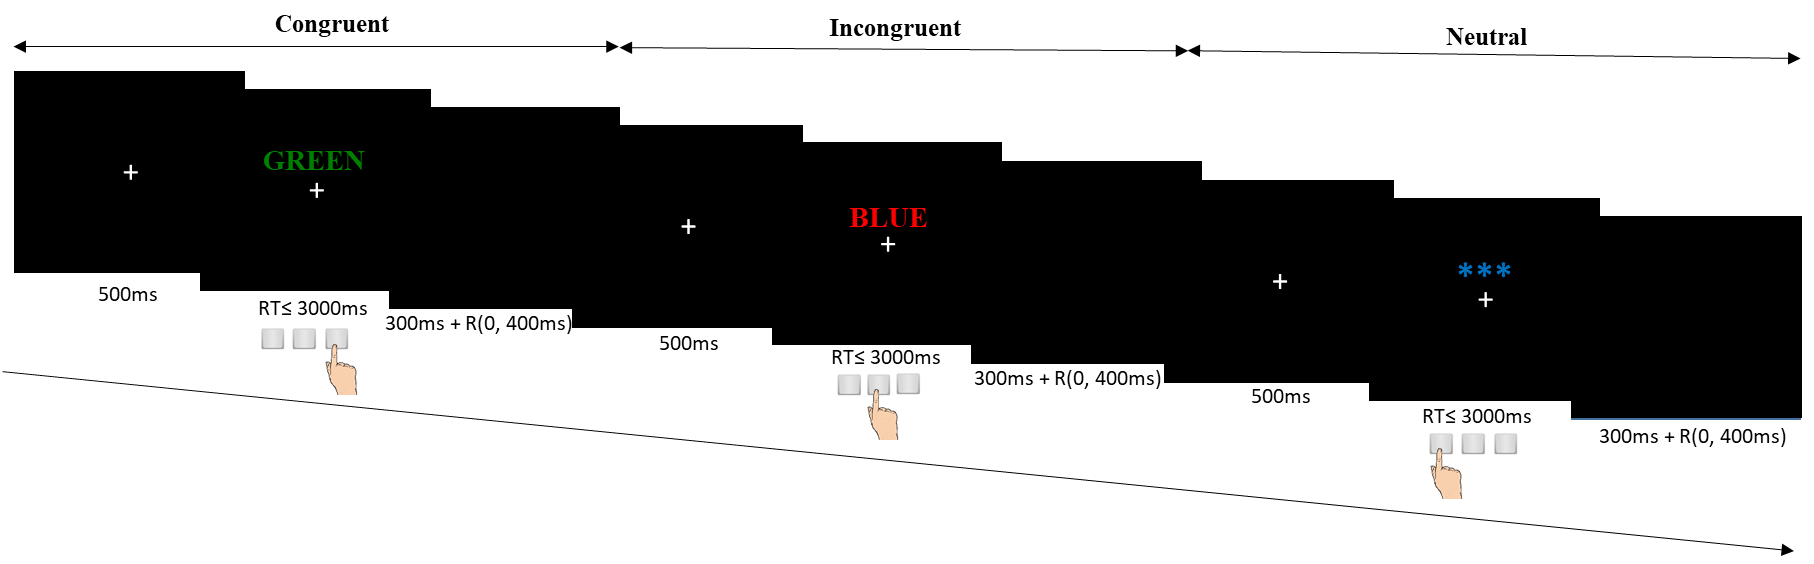 Congruent
Incongruent
Neutral
GREEN
BLUE
***
500ms
RT≤ 3000ms
300ms + R(0, 400ms)
500ms
RT≤ 3000ms
300ms + R(0, 400ms)
500ms
RT≤ 3000ms
300ms + R(0, 400ms)